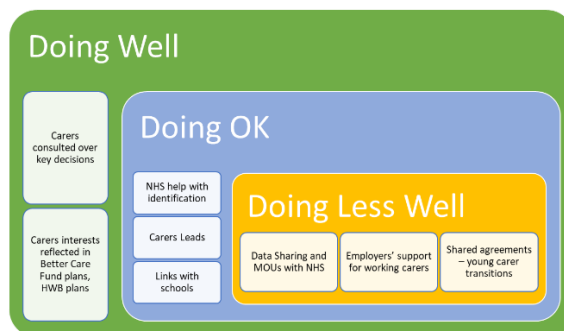 Doing Well
Carers
consulted over
key decisions
Carers interests
reflected in
Better Care
Fund plans,
HWB plans
Doing OK
NHS help with
identification
Carers Leads
Links with
schools
Doing Less Well
Data Sharing and
MOUs with NHS
Employers' support
for working carers
Shared agreements
– young carer
transitions